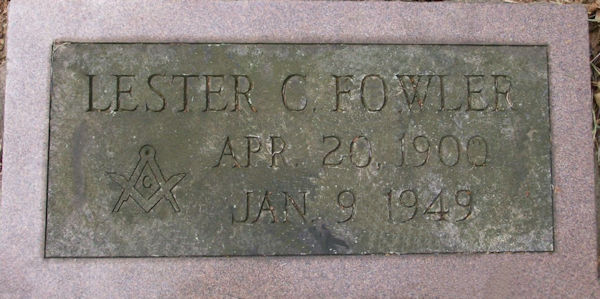 LESTER C. FOWLER
APR. 20, 1900
G
JAN. 9 1949